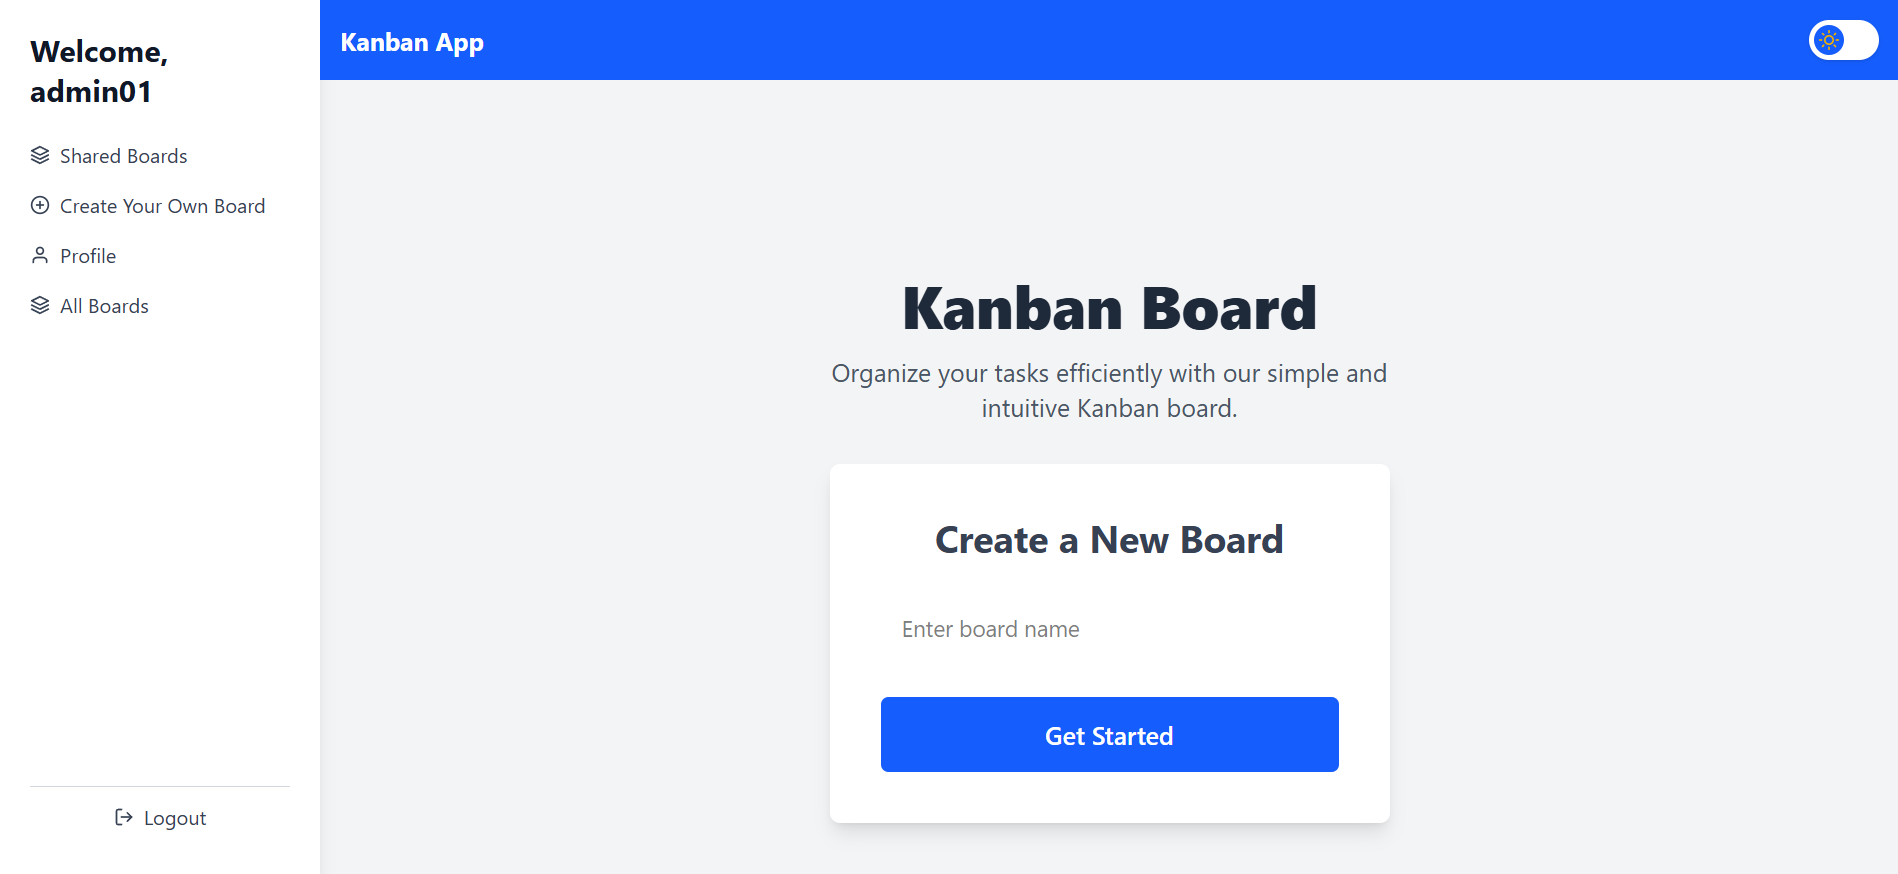 Welcome,
admin01
Shared Boards
Create Your Own Board
Profile
All Boards
Logout
Kanban App
Kanban Board
Organize your tasks efficiently with our simple and
intuitive Kanban board.
Create a New Board
Enter board name
Get Started